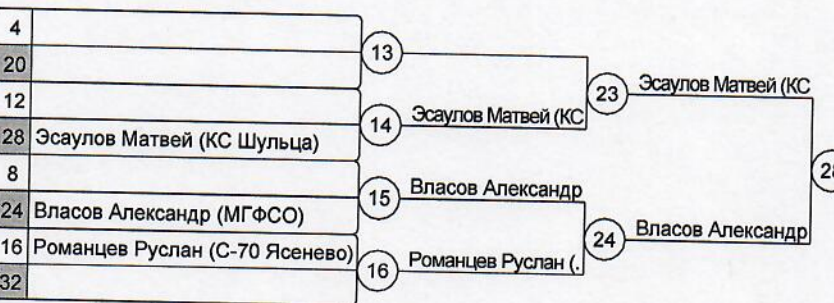 4
20
13
12
28 Эсаулов Матвей (КС Шульца)
14
Эсаулов Матвей (КС
23
Эсаулов Матвей (КС
8
24 Власов Александр (МГФСО)
15
Власов Александр
16 Романцев Руслан (С-70 Ясенево)
32
16
Романцев Руслан (.
24
Власов Александр
28